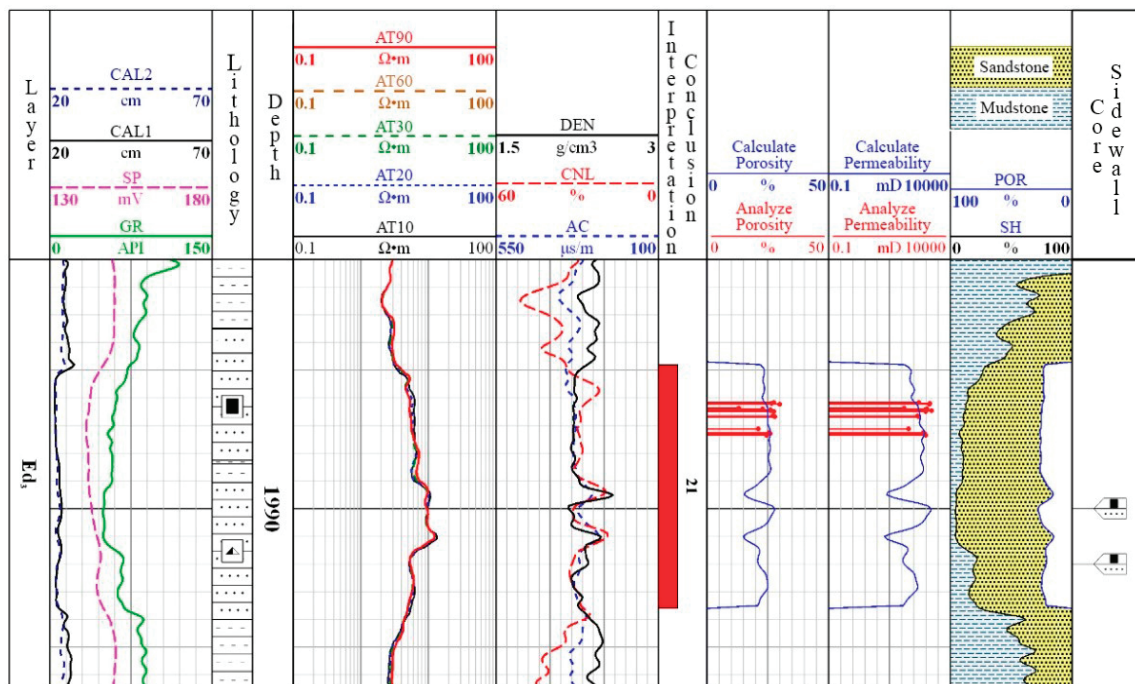 Layer
CAL2
20 cm 70
CAL1
20 cm 70
SP
130 mV 180
GR
0 API 150
Lithology
Depth
AT90
0.1 Ω•m 100
AT60
0.1 Ω•m 100
AT30
0.1 Ω•m 100
AT20
0.1 Ω•m 100
AT10
0.1 Ω•m 100
DEN
1.5 g/cm3 3
CNL
60 % 0
AC
550 μs/m 100
Interpretation
Conclusion
Calculate
Porosity
0 % 50
Analyze
Porosity
0 % 50
Calculate
Permeability
0.1 mD 10000
Analyze
Permeability
0.1 mD 10000
Sandstone
Mudstone
POR
100 % 0
SH
0 % 100
Sidewall
Core
Ed₃
1990
21